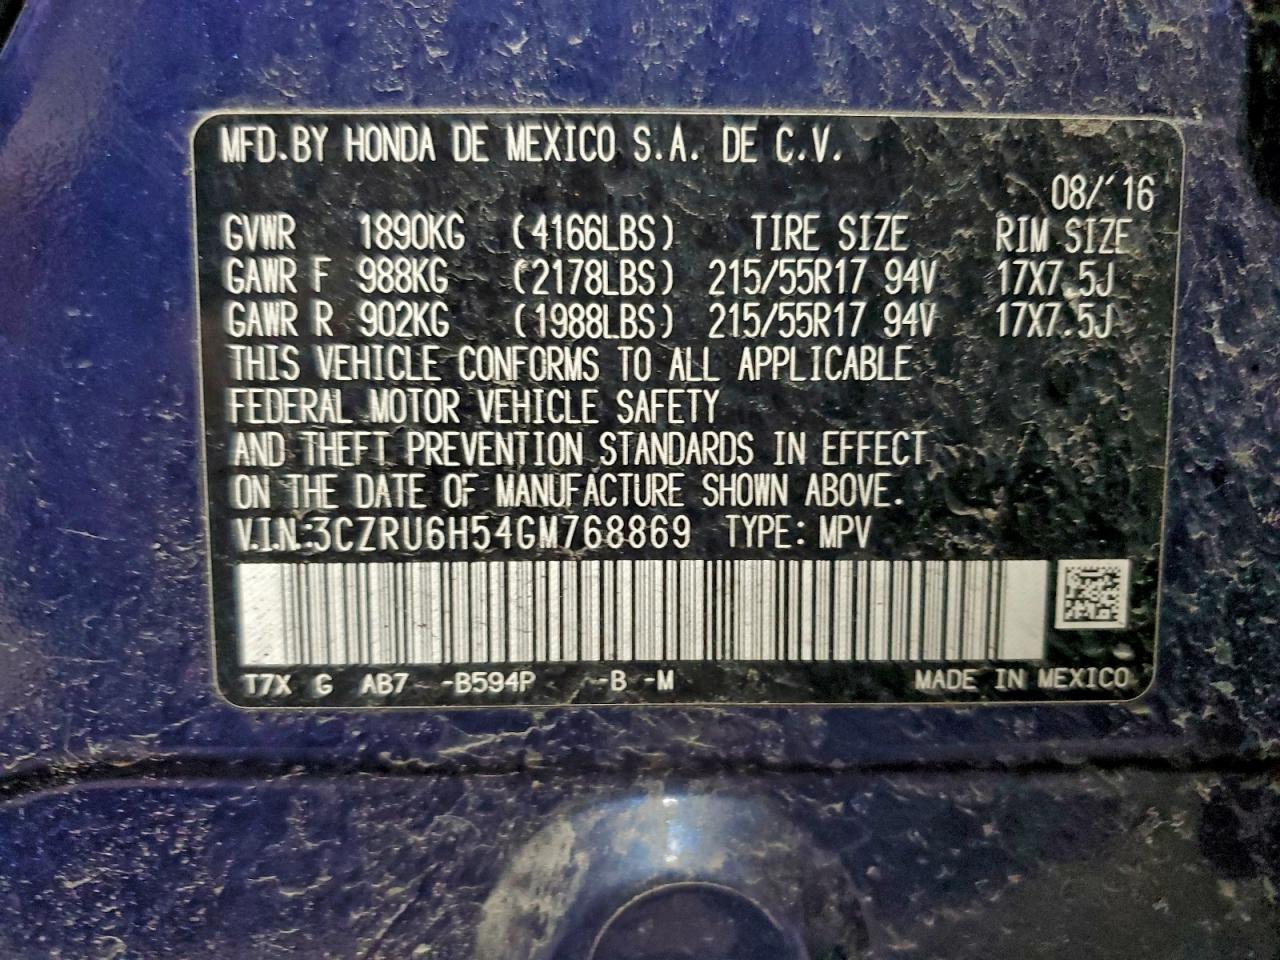 MFD.BY HONDA DE MEXICO S.A. DE C.V.
08/'16
GVWR 1890KG (4166LBS) TIRE SIZE RIM SIZE
GAWR F 988KG (2178LBS) 215/55R17 94V 17X7.5J
GAWR R 902KG (1988LBS) 215/55R17 94V 17X7.5J
THIS VEHICLE CONFORMS TO ALL APPLICABLE
FEDERAL MOTOR VEHICLE SAFETY
AND THEFT PREVENTION STANDARDS IN EFFECT
ON THE DATE OF MANUFACTURE SHOWN ABOVE.
V.I.N.:3CZRU6H54GM768869 TYPE: MPV
T7X G AB7 -B594P -B -M MADE IN MEXICO